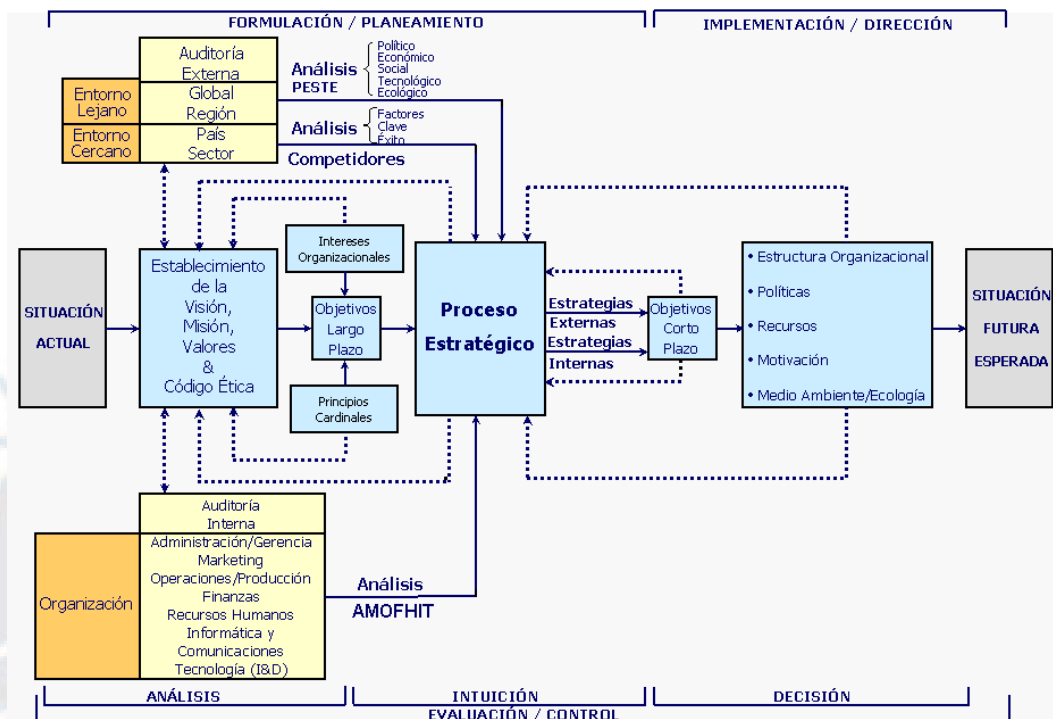 FORMULACIÓN / PLANEAMIENTO
IMPLEMENTACIÓN / DIRECCIÓN
Auditoría
Externa
Entorno
Lejano
Global
Región
Entorno
Cercano
País
Sector
Análisis
PESTE
Político
Económico
Social
Tecnológico
Ecológico
Análisis
Competidores
Factores
Clave
Éxito
SITUACIÓN
ACTUAL
Establecimiento
de la
Visión,
Misión,
Valores
&
Código Ética
Intereses
Organizacionales
Objetivos
Largo
Plazo
Principios
Cardinales
Proceso
Estratégico
Estrategias
Externas
Estrategias
Internas
Objetivos
Corto
Plazo
• Estructura Organizacional
• Políticas
• Recursos
• Motivación
• Medio Ambiente/Ecología
SITUACIÓN
FUTURA
ESPERADA
Auditoría
Interna
Organización
Administración/Gerencia
Marketing
Operaciones/Producción
Finanzas
Recursos Humanos
Informática y
Comunicaciones
Tecnología (I&D)
Análisis
AMOFHIT
ANÁLISIS
INTUICIÓN
DECISIÓN
EVALUACIÓN / CONTROL